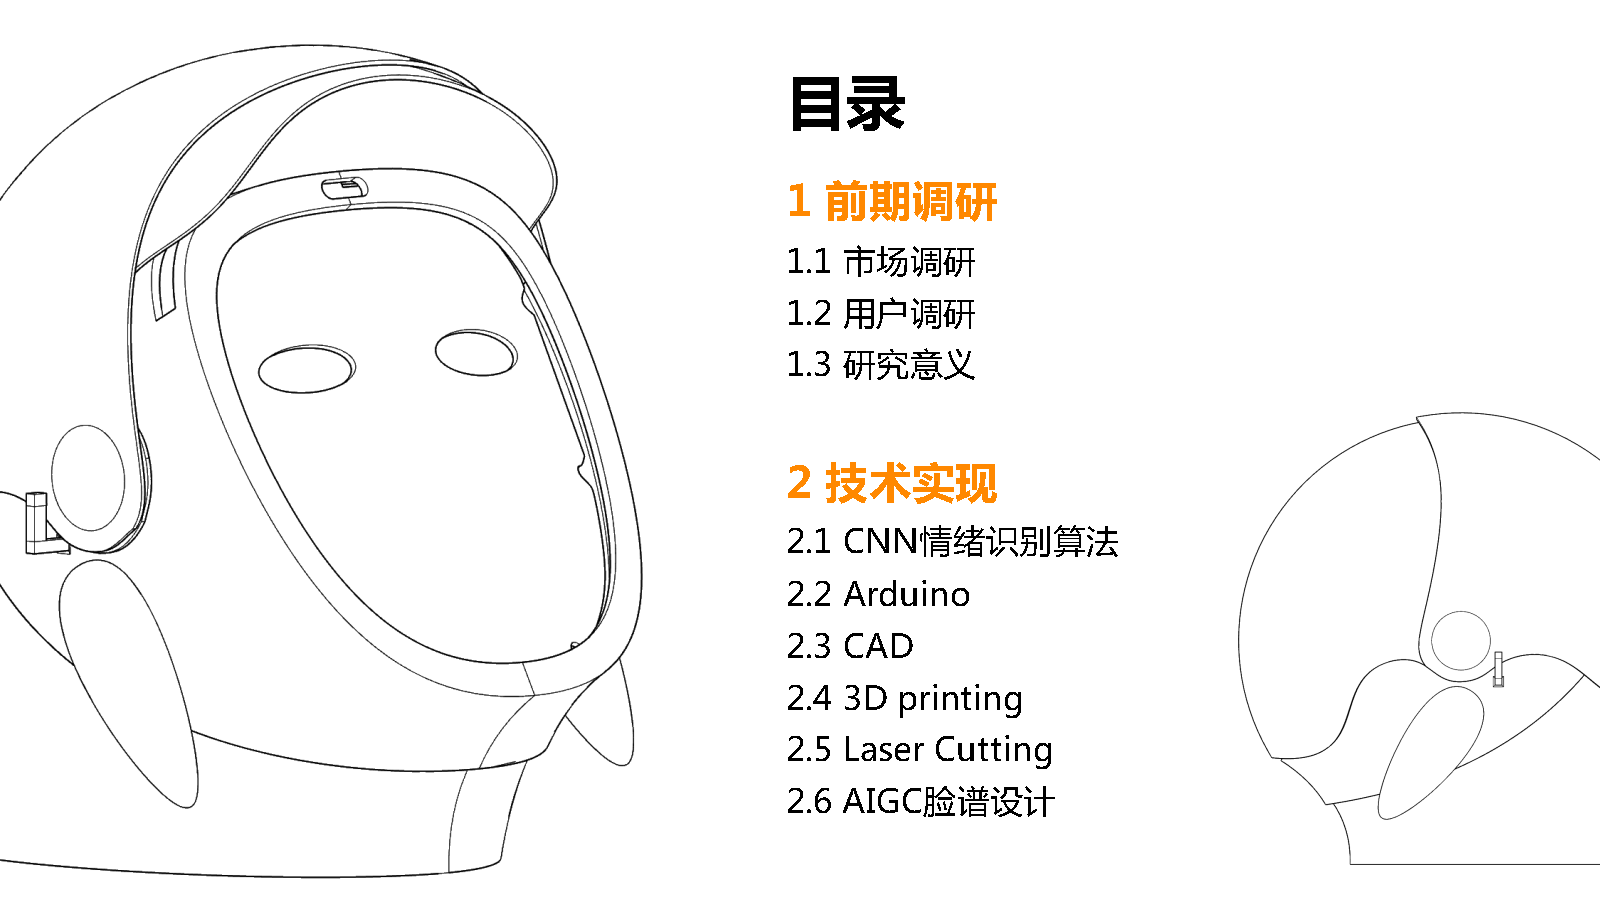 目录
1 前期调研
1.1 市场调研
1.2 用户调研
1.3 研究意义
2 技术实现
2.1 CNN情绪识别算法
2.2 Arduino
2.3 CAD
2.4 3D printing
2.5 Laser Cutting
2.6 AIGC脸谱设计